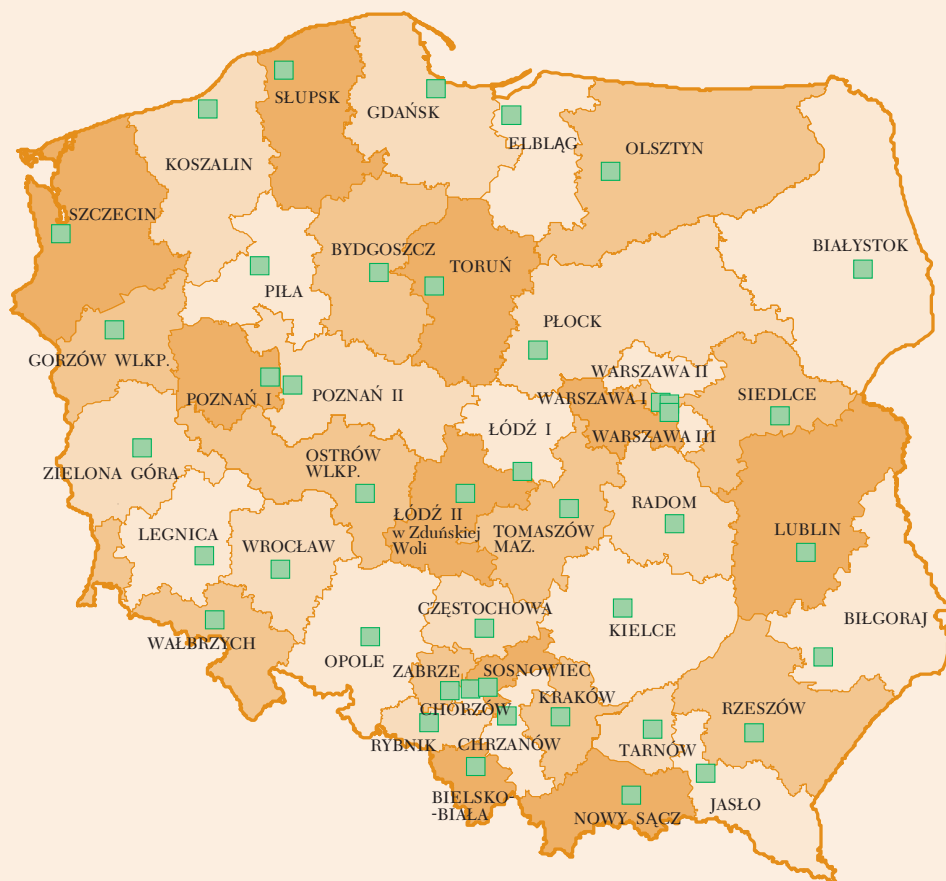 SŁUPSK
GDAŃSK
ELBLĄG
OLSZTYN
KOSZALIN
SZCZECIN
BYDGOSZCZ
TORUŃ
BIAŁYSTOK
PIŁA
PŁOCK
GORZÓW WLKP.
POZNAŃ I
POZNAŃ II
WARSZAWA II
WARSZAWA I
SIEDLCE
ŁÓDŹ I
WARSZAWA III
ZIELONA GÓRA
OSTRÓW
WLKP.
RADOM
LEGNICA
WROCŁAW
ŁÓDŹ II
w Zduńskiej
Woli
TOMASZÓW
MAZ.
LUBLIN
CZĘSTOCHOWA
KIELCE
BIŁGORAJ
WAŁBRZYCH
OPOLE
ZABRZE
SOSNOWIEC
KRAKÓW
CHORZÓW
RZESZÓW
RYBNIK
CHRZANÓW
TARNÓW
BIELSKO-
-BIAŁA
NOWY SĄCZ
JASŁO